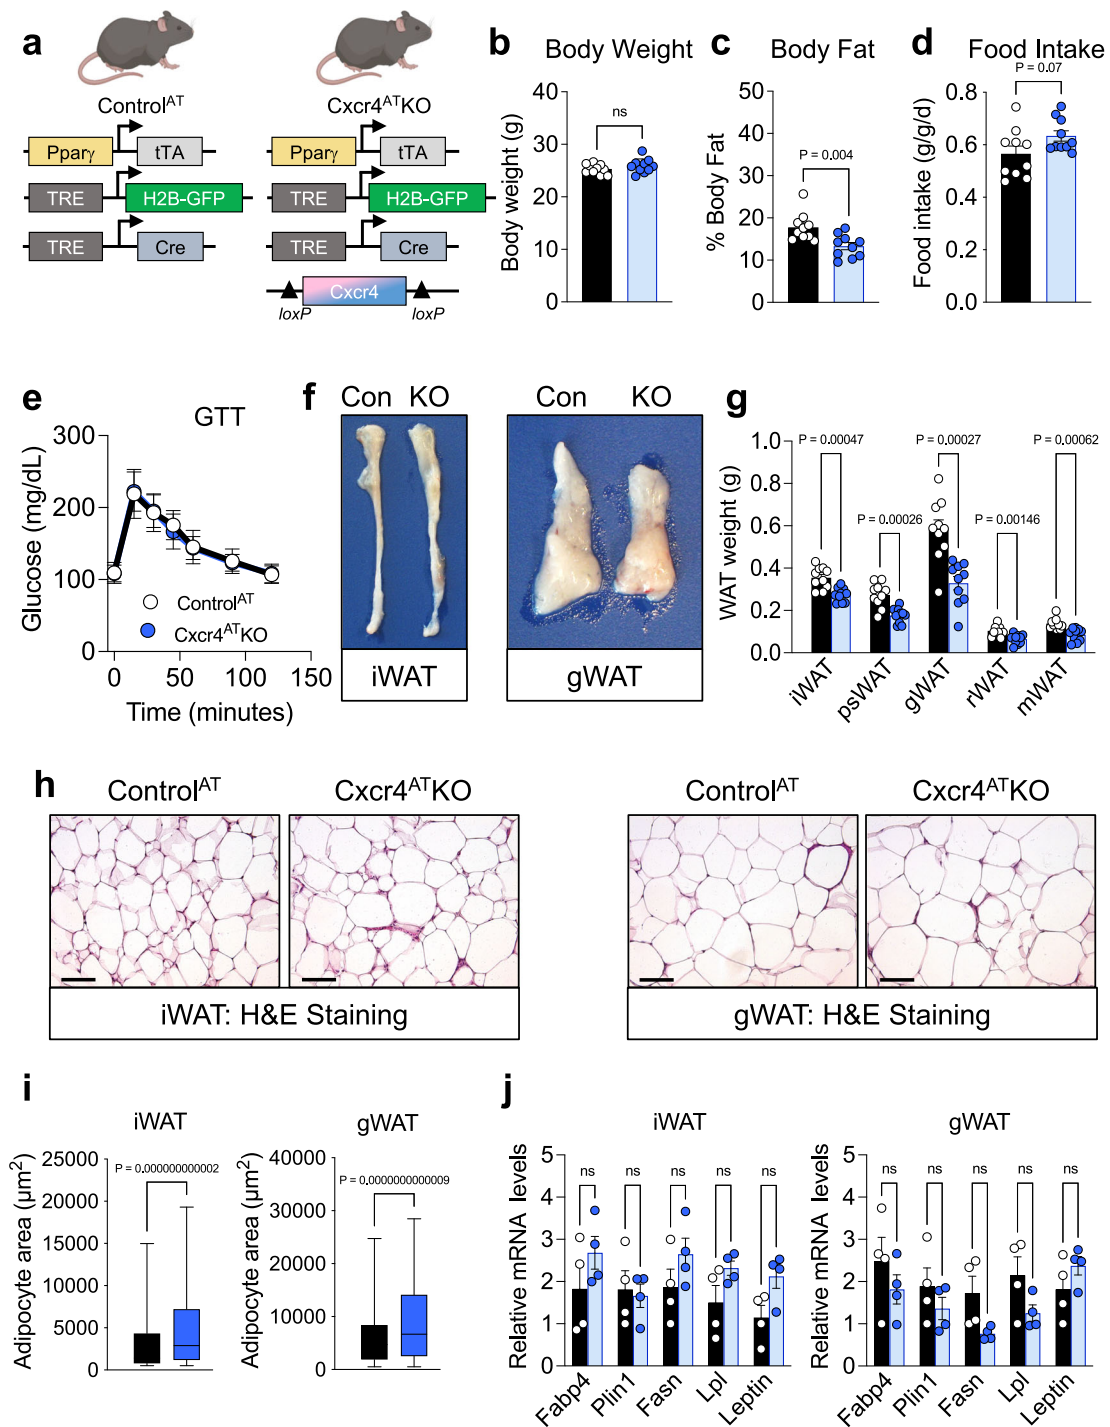 a
Control^AT
Cxcr4^ATKO
Pparγ
tTA
TRE
H2B-GFP
TRE
Cre
Pparγ
tTA
TRE
H2B-GFP
TRE
Cre
Cxcr4
loxP
loxP
b
Body Weight
ns
Body weight (g)
40
30
20
10
0
c
Body Fat
P = 0.004
% Body Fat
50
40
30
20
10
0
d
Food Intake
P = 0.07
Food intake (g/g/d)
0.8
0.6
0.4
0.2
0.0
e
GTT
Glucose (mg/dL)
300
200
100
0
Control^AT
Cxcr4^ATKO
0
50
100
150
Time (minutes)
f
Con
KO
iWAT
Con
KO
gWAT
g
WAT weight (g)
1.0
0.8
0.6
0.4
0.2
0.0
P = 0.00047
P = 0.00026
P = 0.00027
P = 0.00146
P = 0.00062
iWAT
psWAT
gWAT
rWAT
mWAT
h
Control^AT
Cxcr4^ATKO
iWAT: H&E Staining
Control^AT
Cxcr4^ATKO
gWAT: H&E Staining
i
iWAT
Adipocyte area (µm²)
25000
20000
15000
10000
5000
0
P = 0.000000000002
gWAT
Adipocyte area (µm²)
40000
30000
20000
10000
0
P = 0.0000000000009
j
iWAT
Relative mRNA levels
5
4
3
2
1
0
ns
ns
ns
ns
ns
Fabp4
Plin1
Fasn
Lpl
Leptin
gWAT
Relative mRNA levels
5
4
3
2
1
0
ns
ns
ns
ns
ns
Fabp4
Plin1
Fasn
Lpl
Leptin